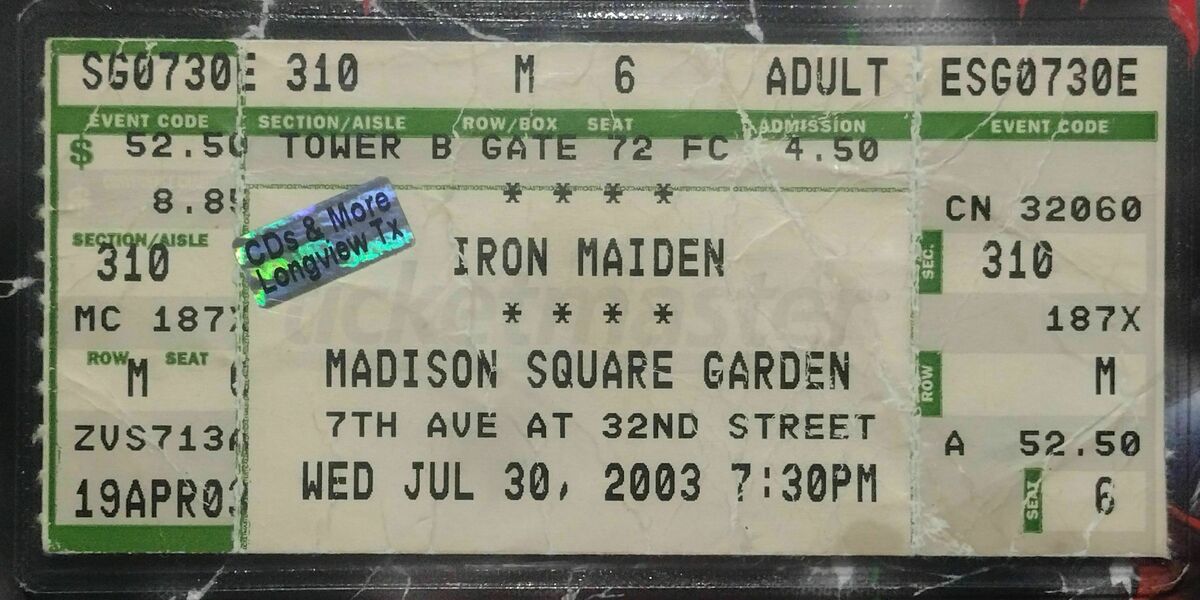 SG0730E 310 M 6 ADULT ESG0730E
EVENT CODE SECTION/AISLE ROW/BOX SEAT ADMISSION EVENT CODE
$ 52.50 TOWER B GATE 72 FC 4.50
8.85 * * * * CN 32060
CDs & More
Longview Tx
SECTION/AISLE
310 IRON MAIDEN SEC. 310
ticketmaster
MC 187X * * * * 187X
ROW SEAT
M MADISON SQUARE GARDEN ROW M
ZVS713A 7TH AVE AT 32ND STREET A 52.50
19APR03 WED JUL 30, 2003 7:30PM SEAT 6